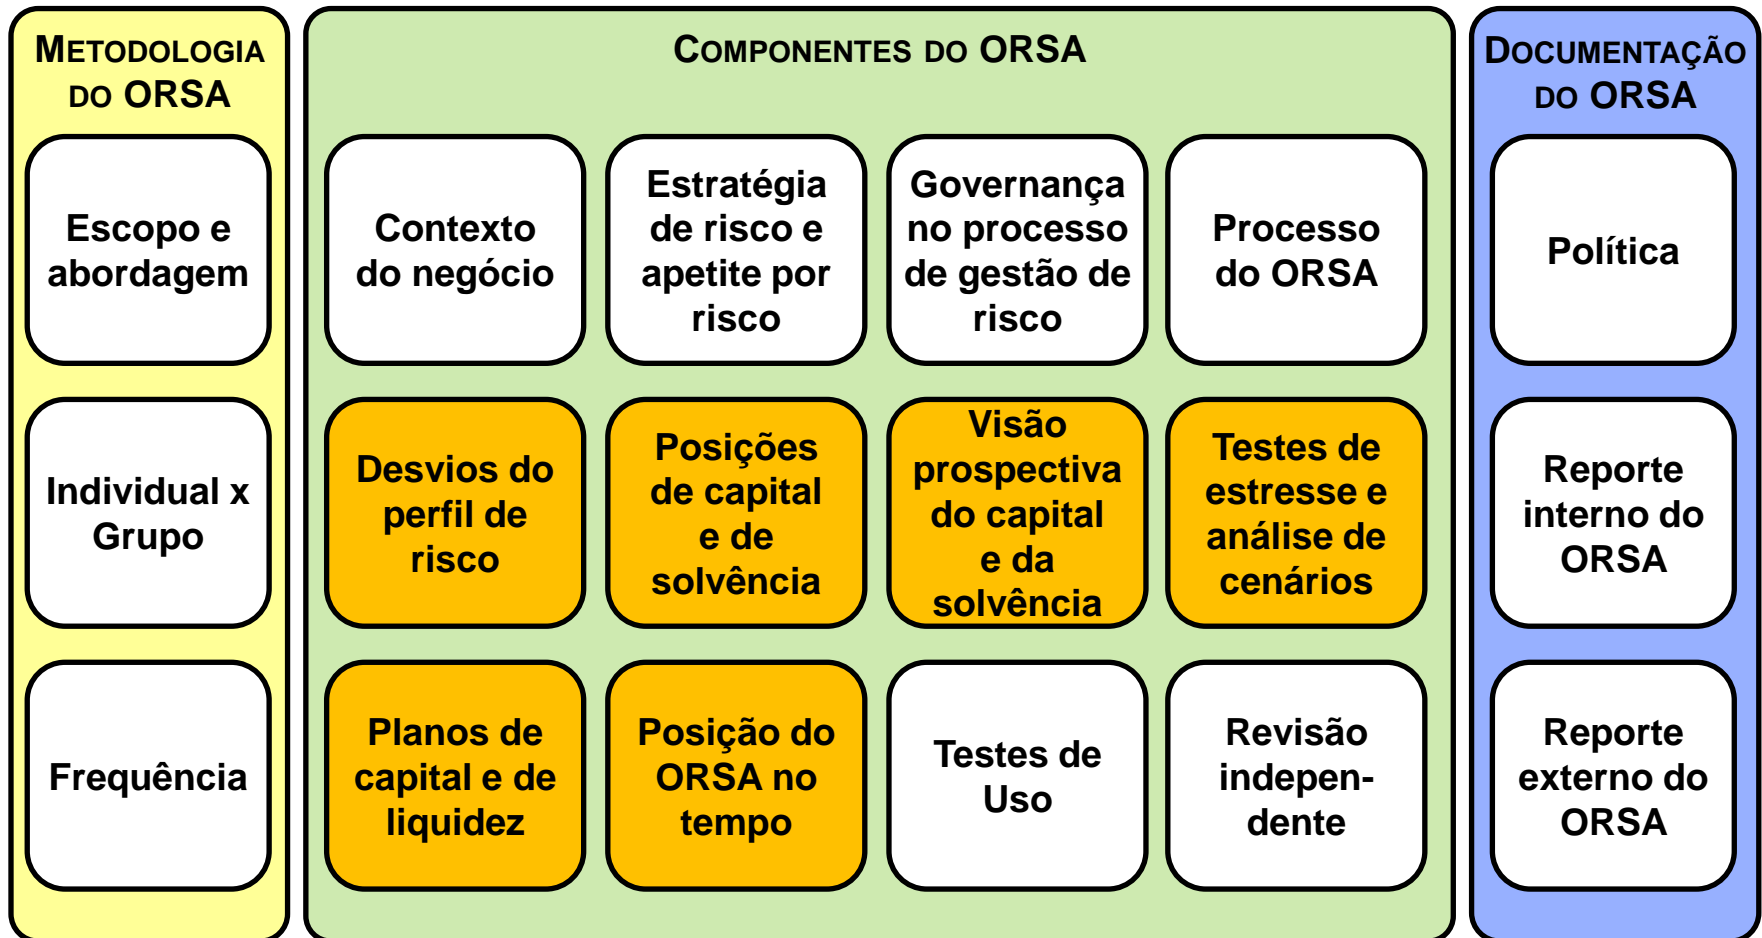 METODOLOGIA
DO ORSA
Escopo e
abordagem
Individual x
Grupo
Frequência
COMPONENTES DO ORSA
Contexto
do negócio
Estratégia
de risco e
apetite por
risco
Governança
no processo
de gestão de
risco
Processo
do ORSA
Desvios do
perfil de
risco
Posições
de capital
e de
solvência
Visão
prospectiva
do capital
e da
solvência
Testes de
estresse e
análise de
cenários
Planos de
capital e de
liquidez
Posição do
ORSA no
tempo
Testes de
Uso
Revisão
indepen-
dente
DOCUMENTAÇÃO
DO ORSA
Política
Reporte
interno do
ORSA
Reporte
externo do
ORSA